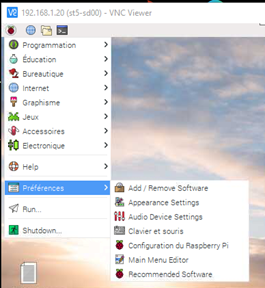 192.168.1.20 (st5-sd00) - VNC Viewer
Programmation
Éducation
Bureautique
Internet
Graphisme
Jeux
Accessoires
Electronique
Help
Préférences
Run...
Shutdown...
Add / Remove Software
Appearance Settings
Audio Device Settings
Clavier et souris
Configuration du Raspberry Pi
Main Menu Editor
Recommended Software